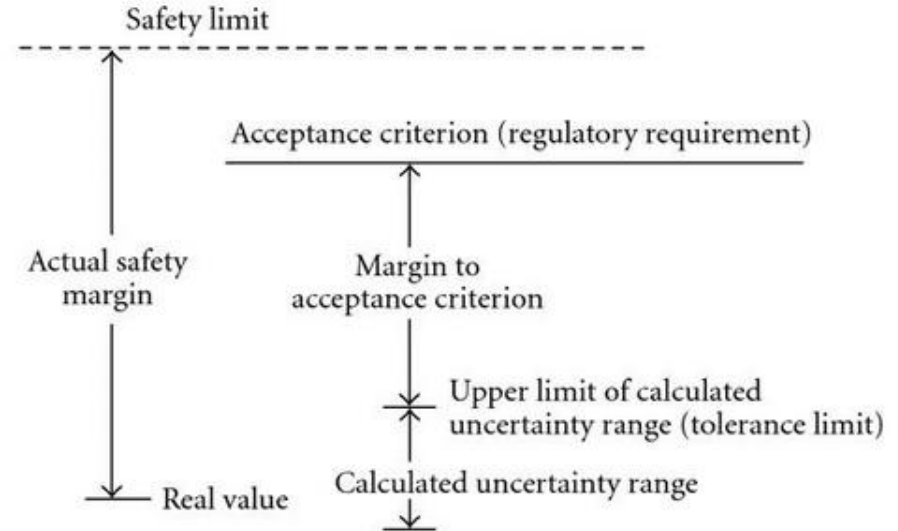 Safety limit
Acceptance criterion (regulatory requirement)
Actual safety
margin
Margin to
acceptance criterion
Upper limit of calculated
uncertainty range (tolerance limit)
Calculated uncertainty range
Real value